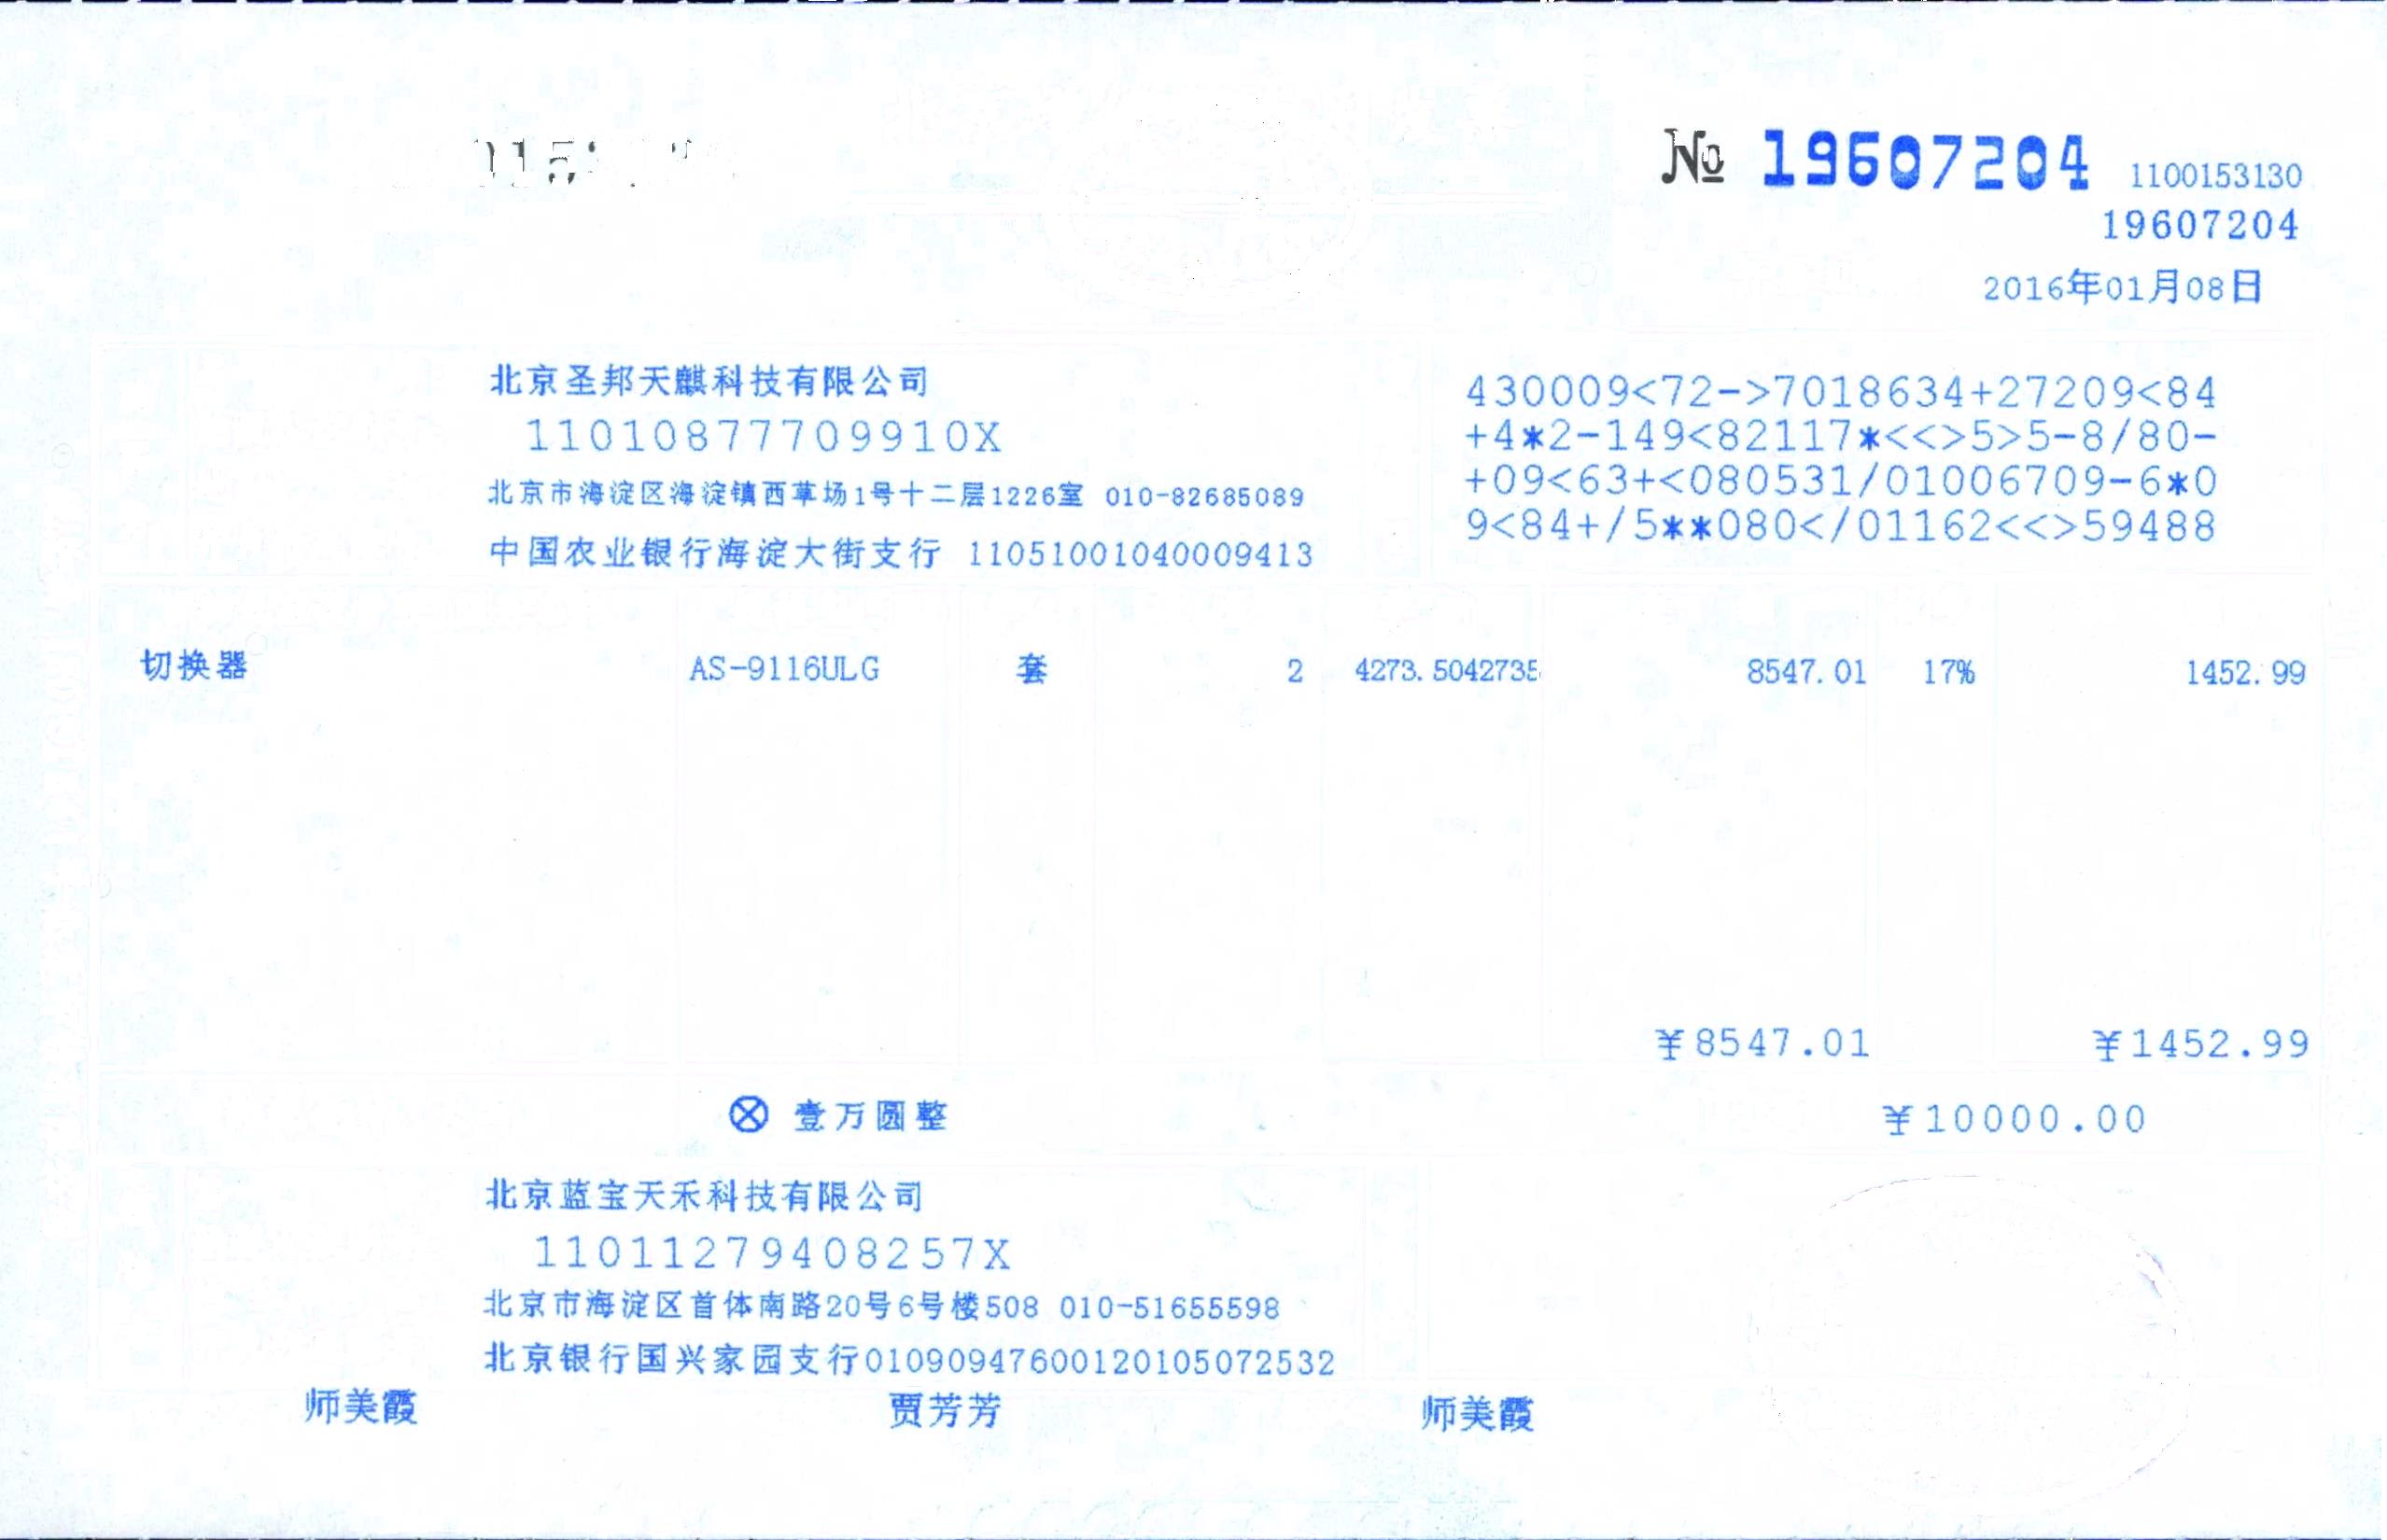 № 19607204 1100153130
19607204
2016年01月08日
北京圣邦天麒科技有限公司
11010877709910X
北京市海淀区海淀镇西草场1号十二层1226室 010-82685089
中国农业银行海淀大街支行 11051001040009413
430009<72->7018634+27209<84
+4*2-149<82117*<<>5>5-8/80-
+09<63+<080531/01006709-6*0
9<84+/5**080</01162<<>59488
切换器 AS-9116ULG 套 2 4273.5042735 8547.01 17% 1452.99
¥8547.01 ¥1452.99
ⓧ 壹万圆整 ¥10000.00
北京蓝宝天禾科技有限公司
11011279408257X
北京市海淀区首体南路20号6号楼508 010-51655598
北京银行国兴家园支行01090947600120105072532
师美霞 贾芳芳 师美霞